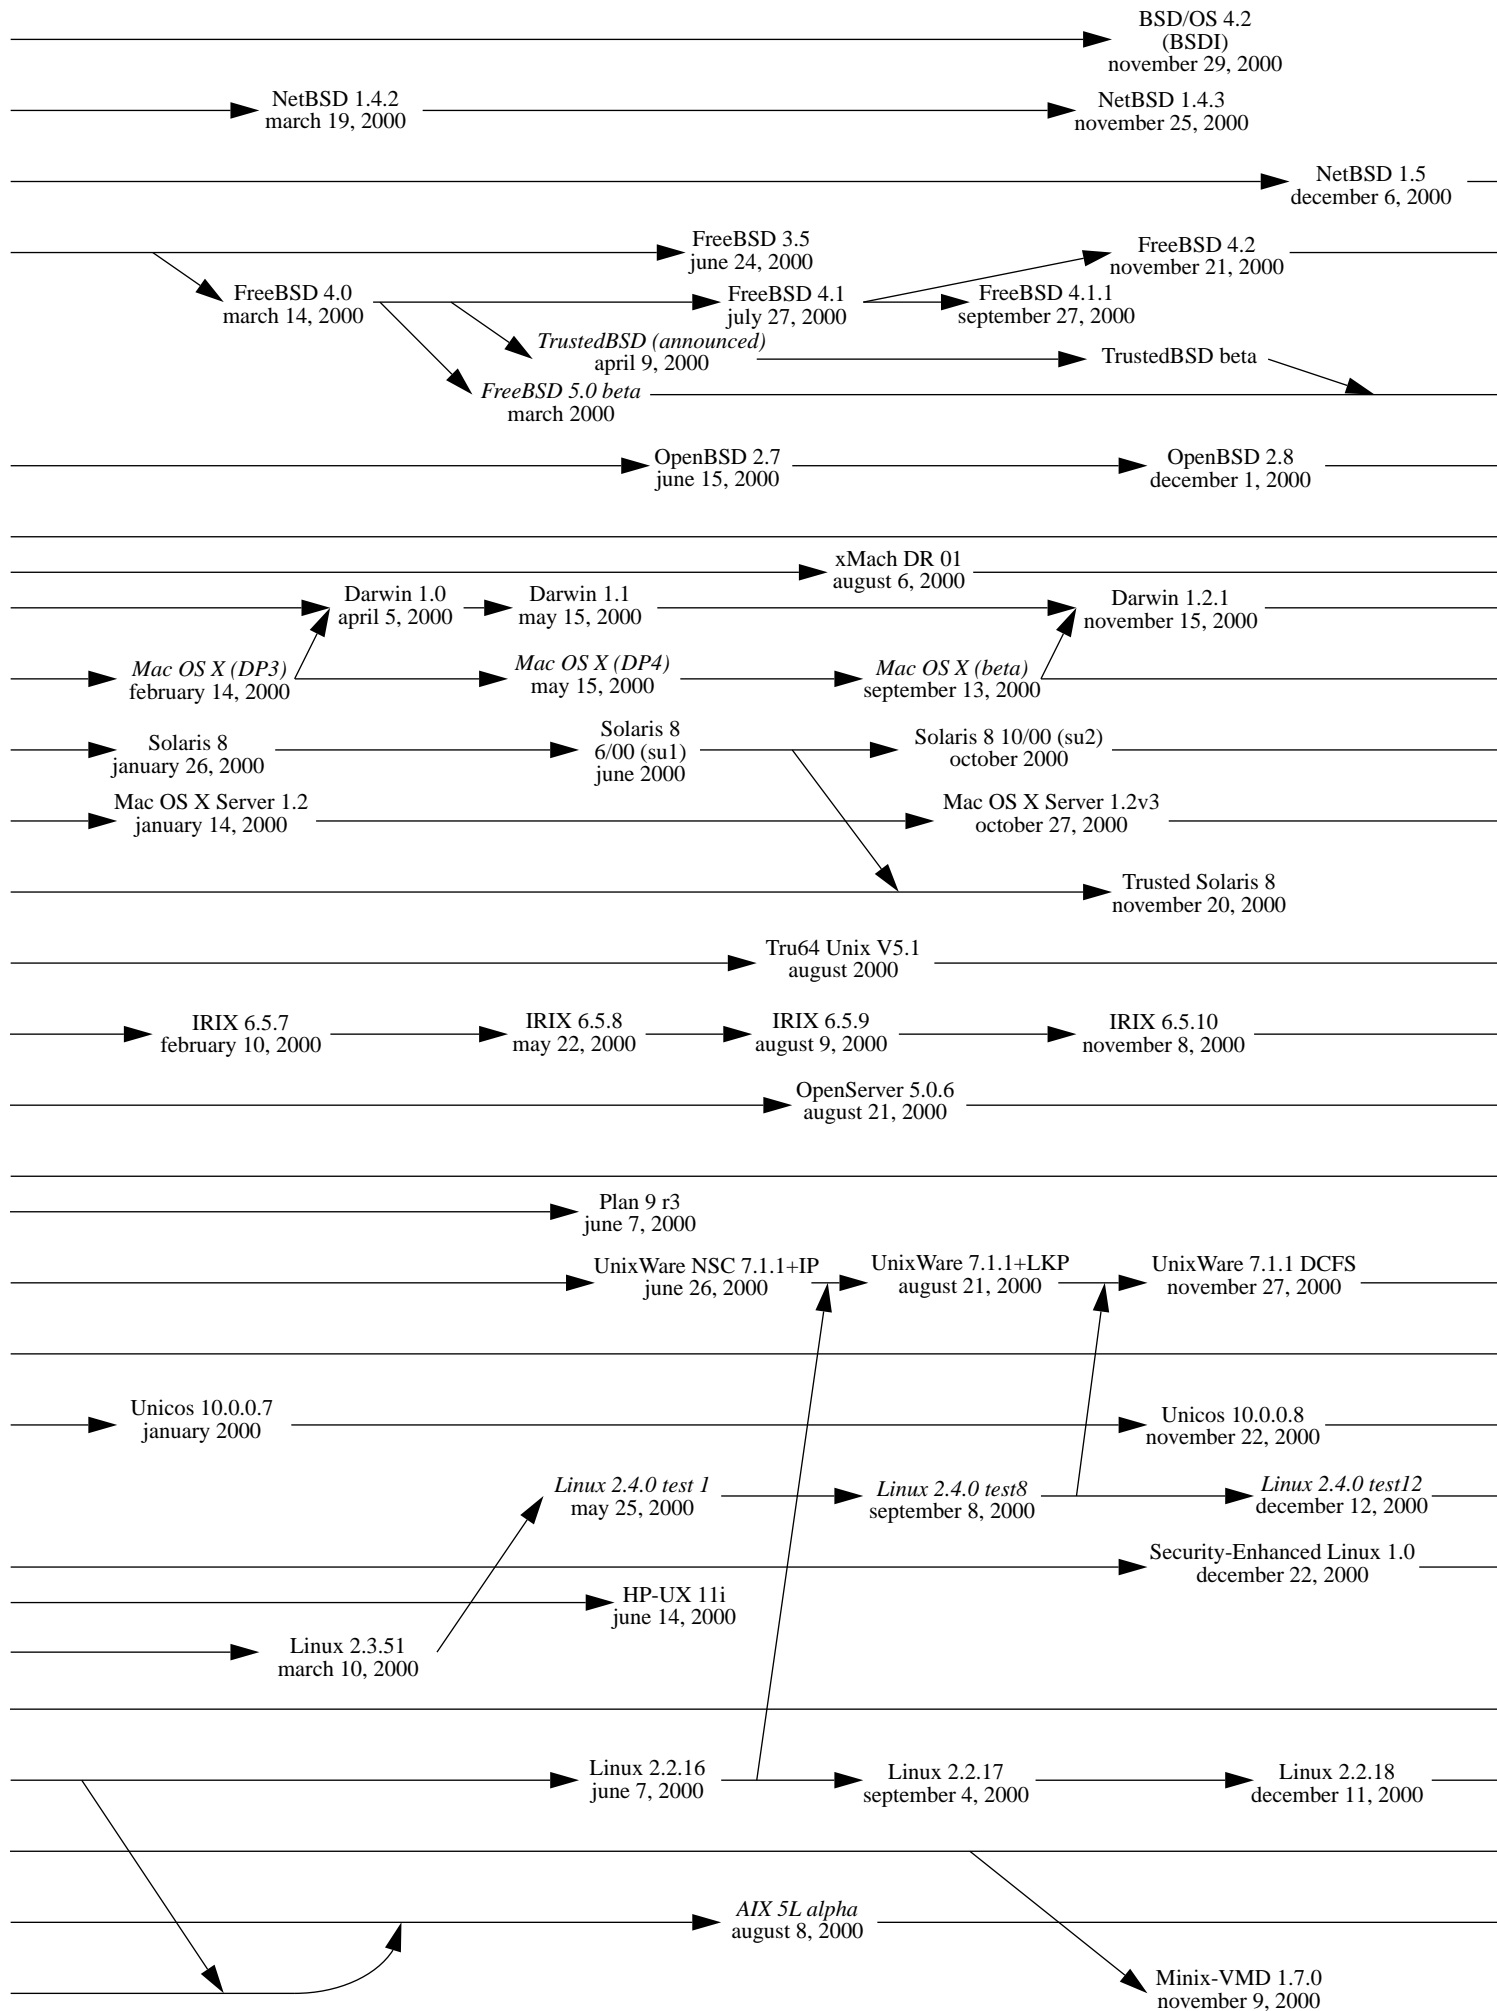 BSD/OS 4.2
(BSDI)
november 29, 2000
NetBSD 1.4.2
march 19, 2000
NetBSD 1.4.3
november 25, 2000
NetBSD 1.5
december 6, 2000
FreeBSD 3.5
june 24, 2000
FreeBSD 4.2
november 21, 2000
FreeBSD 4.0
march 14, 2000
FreeBSD 4.1
july 27, 2000
FreeBSD 4.1.1
september 27, 2000
TrustedBSD (announced)
april 9, 2000
TrustedBSD beta
FreeBSD 5.0 beta
march 2000
OpenBSD 2.7
june 15, 2000
OpenBSD 2.8
december 1, 2000
xMach DR 01
august 6, 2000
Darwin 1.0
april 5, 2000
Darwin 1.1
may 15, 2000
Darwin 1.2.1
november 15, 2000
Mac OS X (DP3)
february 14, 2000
Mac OS X (DP4)
may 15, 2000
Mac OS X (beta)
september 13, 2000
Solaris 8
january 26, 2000
Solaris 8
6/00 (su1)
june 2000
Solaris 8 10/00 (su2)
october 2000
Mac OS X Server 1.2
january 14, 2000
Mac OS X Server 1.2v3
october 27, 2000
Trusted Solaris 8
november 20, 2000
Tru64 Unix V5.1
august 2000
IRIX 6.5.7
february 10, 2000
IRIX 6.5.8
may 22, 2000
IRIX 6.5.9
august 9, 2000
IRIX 6.5.10
november 8, 2000
OpenServer 5.0.6
august 21, 2000
Plan 9 r3
june 7, 2000
UnixWare NSC 7.1.1+IP
june 26, 2000
UnixWare 7.1.1+LKP
august 21, 2000
UnixWare 7.1.1 DCFS
november 27, 2000
Unicos 10.0.0.7
january 2000
Unicos 10.0.0.8
november 22, 2000
Linux 2.4.0 test 1
may 25, 2000
Linux 2.4.0 test8
september 8, 2000
Linux 2.4.0 test12
december 12, 2000
Security-Enhanced Linux 1.0
december 22, 2000
HP-UX 11i
june 14, 2000
Linux 2.3.51
march 10, 2000
Linux 2.2.16
june 7, 2000
Linux 2.2.17
september 4, 2000
Linux 2.2.18
december 11, 2000
AIX 5L alpha
august 8, 2000
Minix-VMD 1.7.0
november 9, 2000